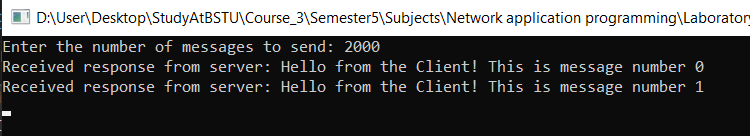 D:\User\Desktop\StudyAtBSTU\Course_3\Semester5\Subjects\Network application programming\Laborator
Enter the number of messages to send: 2000
Received response from server: Hello from the Client! This is message number 0
Received response from server: Hello from the Client! This is message number 1